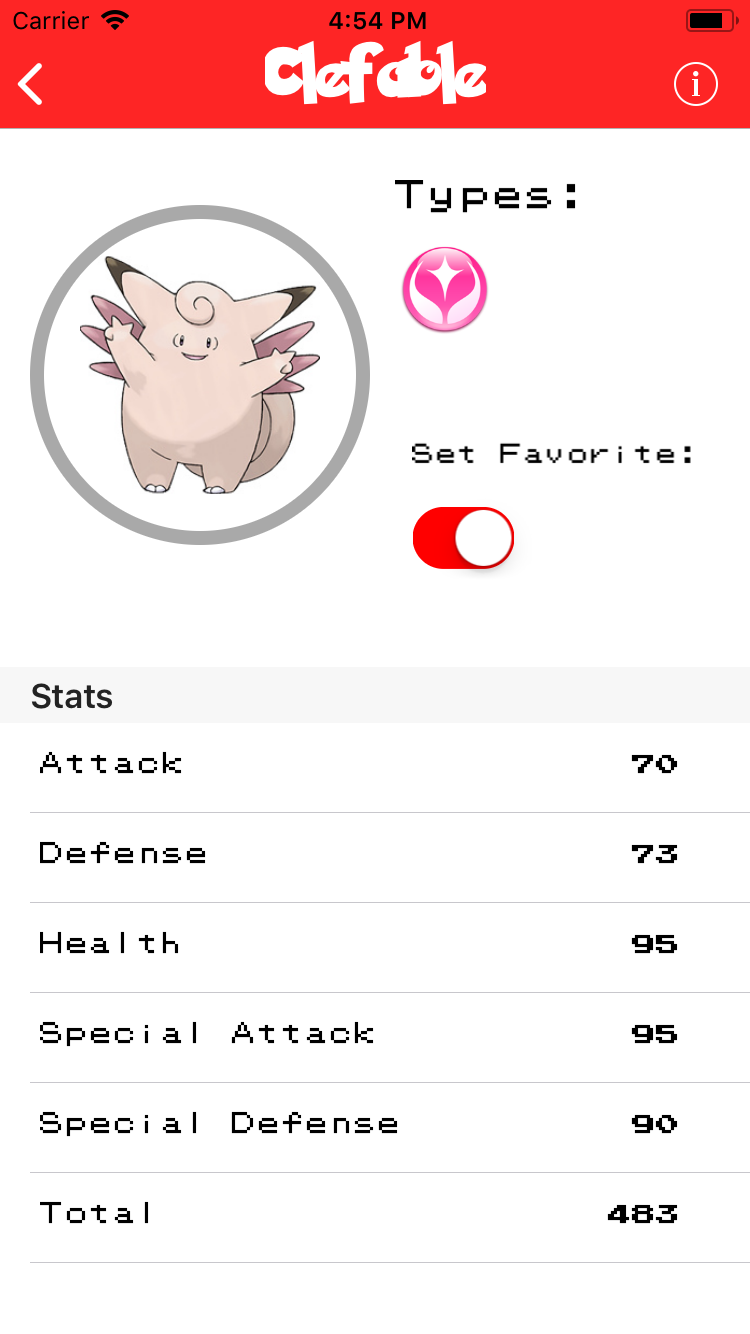 Carrier 4:54 PM
Clefable
i
Types:
Set Favorite:
Stats
Attack 70
Defense 73
Health 95
Special Attack 95
Special Defense 90
Total 483